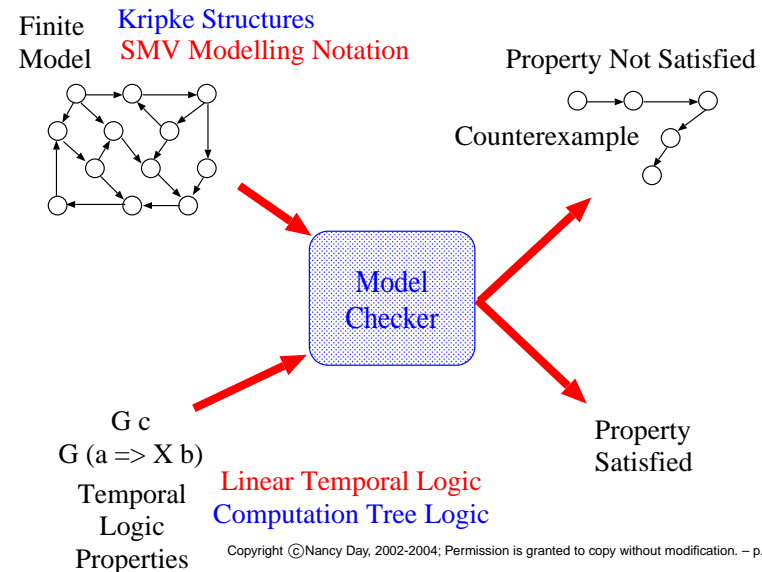 Finite
Model
Kripke Structures
SMV Modelling Notation
Property Not Satisfied
Counterexample
Model
Checker
G c
G (a => X b)
Temporal
Logic
Properties
Linear Temporal Logic
Computation Tree Logic
Property
Satisfied
Copyright ©Nancy Day, 2002-2004; Permission is granted to copy without modification. – p.